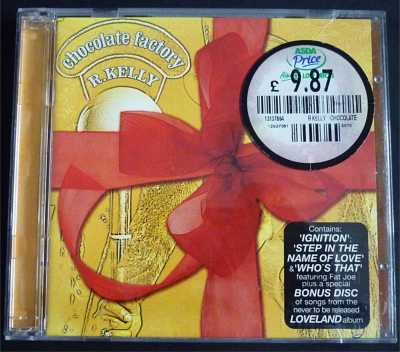 chocolate factory
R. KELLY
ASDA
Price
£ 9.87
R KELLY CHOCOLATE
Contains:
'IGNITION',
'STEP IN THE
NAME OF LOVE'
& 'WHO'S THAT'
featuring Fat Joe
plus a special
BONUS DISC
of songs from the
never to be released
LOVELAND album